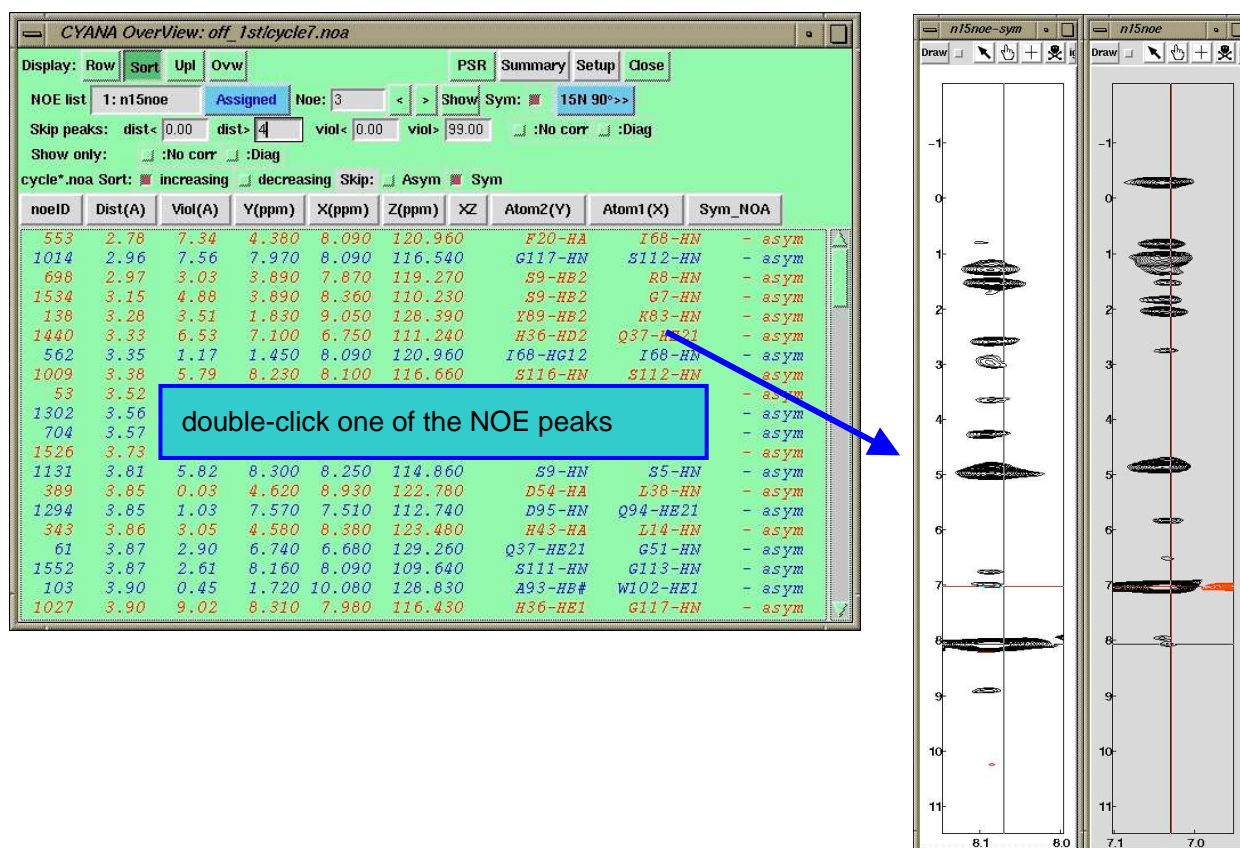 CYANA OverView: off_1st/cycle7.noa
Display: Row Sort Upl Ovw PSR Summary Setup Close
NOE list 1: n15noe Assigned Noe: 3 < > Show Sym: 15N 90°>>
Skip peaks: dist< 0.00 dist> 4 viol< 0.00 viol> 99.00 :No corr :Diag
Show only: :No corr :Diag
cycle*.noa Sort: increasing decreasing Skip: Asym Sym
noeID Dist(A) Viol(A) Y(ppm) X(ppm) Z(ppm) XZ Atom2(Y) Atom1(X) Sym_NOA
553 2.78 7.34 4.380 8.090 120.960 F20-HA I68-HN - asym
1014 2.96 7.56 7.970 8.090 116.540 G117-HN S112-HN - asym
698 2.97 3.03 3.890 7.870 119.270 S9-HB2 R8-HN - asym
1534 3.15 4.88 3.890 8.360 110.230 S9-HB2 G7-HN - asym
138 3.28 3.51 1.830 9.050 128.390 Y89-HB2 K83-HN - asym
1440 3.33 6.53 7.100 6.750 111.240 H36-HD2 Q37-HE21 - asym
562 3.35 1.17 1.450 8.090 120.960 I68-HG12 I68-HN - asym
1009 3.38 5.79 8.230 8.100 116.660 S116-HN S112-HN - asym
53 3.52 - asym
1302 3.56 - asym
704 3.57 - asym
1526 3.73 - asym
1131 3.81 5.82 8.300 8.250 114.860 S9-HN S5-HN - asym
389 3.85 0.03 4.620 8.930 122.780 D54-HA L38-HN - asym
1294 3.85 1.03 7.570 7.510 112.740 D95-HN Q94-HE21 - asym
343 3.86 3.05 4.580 8.380 123.480 H43-HA L14-HN - asym
61 3.87 2.90 6.740 6.680 129.260 Q37-HE21 G51-HN - asym
1552 3.87 2.61 8.160 8.090 109.640 S111-HN G113-HN - asym
103 3.90 0.45 1.720 10.080 128.830 A93-HB# W102-HE1 - asym
1027 3.90 9.02 8.310 7.980 116.430 H36-HE1 G117-HN - asym
double-click one of the NOE peaks
n15noe-sym
Draw
-1
0
1
2
3
4
5
6
7
8
9
10
11
8.1 8.0
n15noe
Draw
-1
0
1
2
3
4
5
6
7
8
9
10
11
7.1 7.0